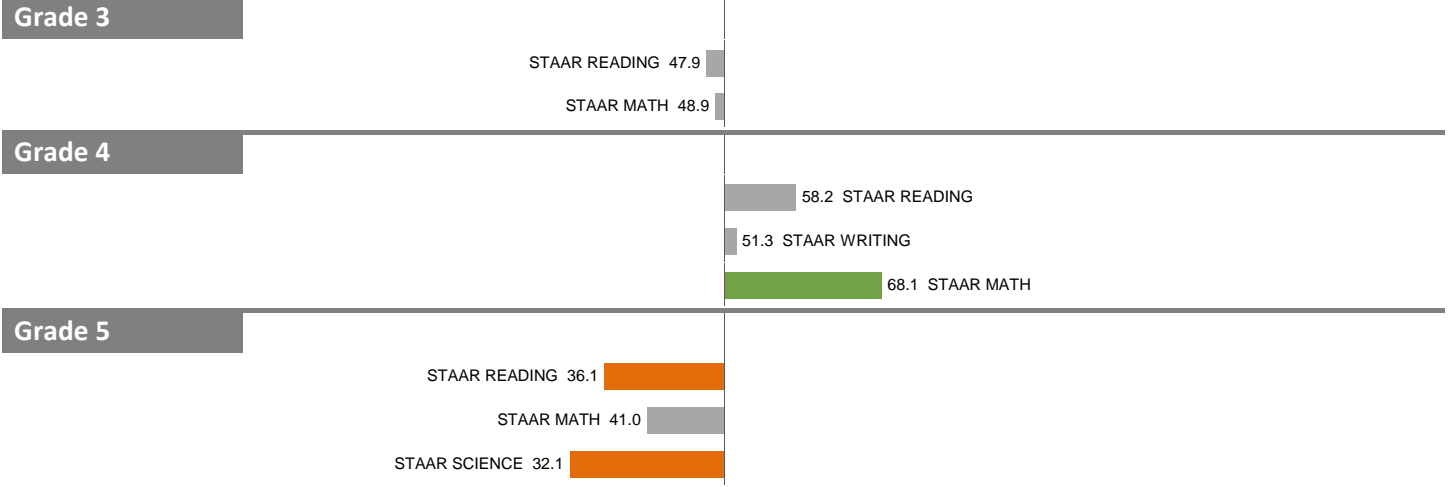 Grade 3
STAAR READING 47.9
STAAR MATH 48.9
Grade 4
58.2 STAAR READING
51.3 STAAR WRITING
68.1 STAAR MATH
Grade 5
STAAR READING 36.1
STAAR MATH 41.0
STAAR SCIENCE 32.1